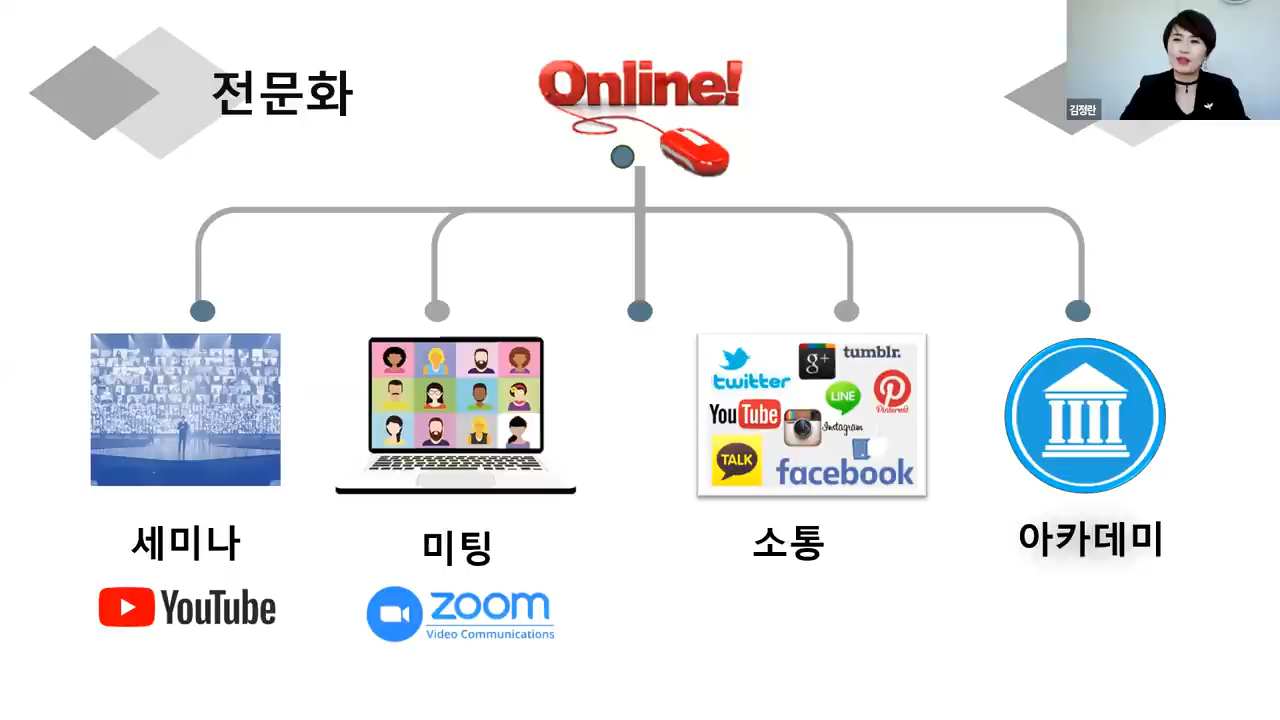 전문화
Online!
김정란
twitter
g+
tumblr.
LINE
Pinterest
YouTube
Instagram
TALK
facebook
세미나
미팅
소통
아카데미
YouTube
zoom
Video Communications